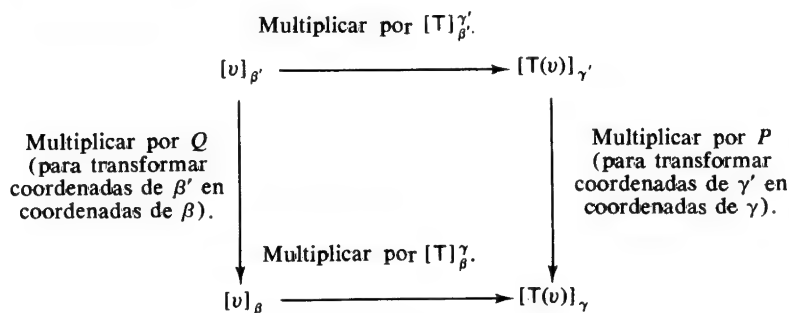 Multiplicar por [T]_{β'}^{γ'}.
[υ]_{β'} [T(υ)]_{γ'}
Multiplicar por Q
(para transformar
coordenadas de β' en
coordenadas de β).
Multiplicar por P
(para transformar
coordenadas de γ' en
coordenadas de γ).
Multiplicar por [T]_{β}^{γ}.
[υ]_{β} [T(υ)]_{γ}